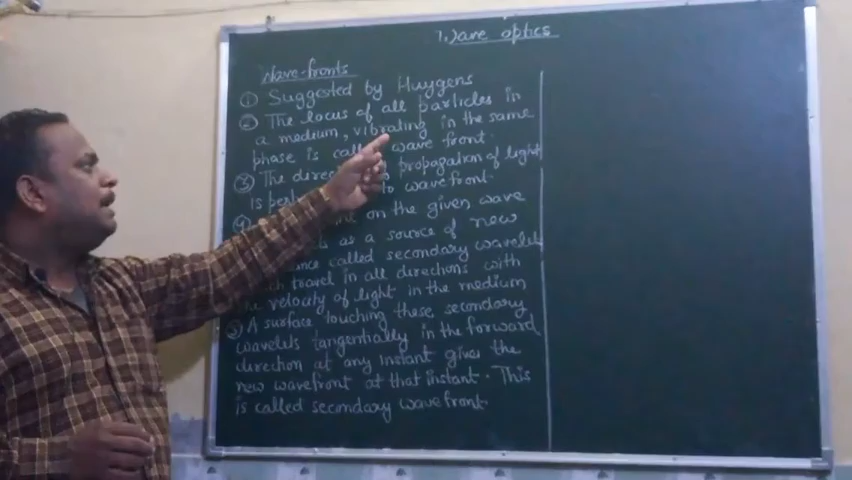 7. Wave optics
Wave-fronts
① Suggested by Huygens
② The locus of all particles in
a medium, vibrating in the same
phase is called wave front.
③ The direc propagation of light
is per to wavefront.
④ on the given wave
as a source of new
called secondary wavelets
travel in all directions with
velocity of light in the medium
⑤ A surface touching these secondary
wavelets tangentially in the forward
direction at any instant gives the
new wavefront at that instant. This
is called secondary wavefront.